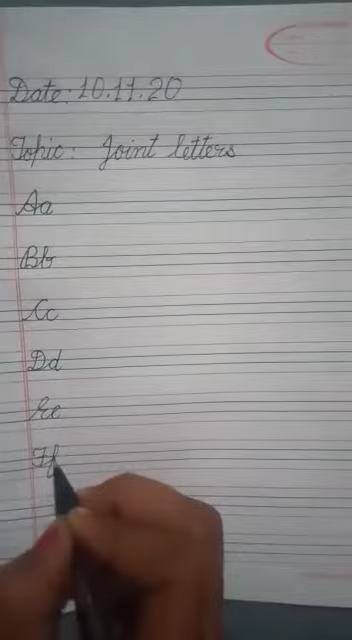 Date: 10.11.20
Topic: Joint letters
Aa
Bb
Cc
Dd
Ee
Ff